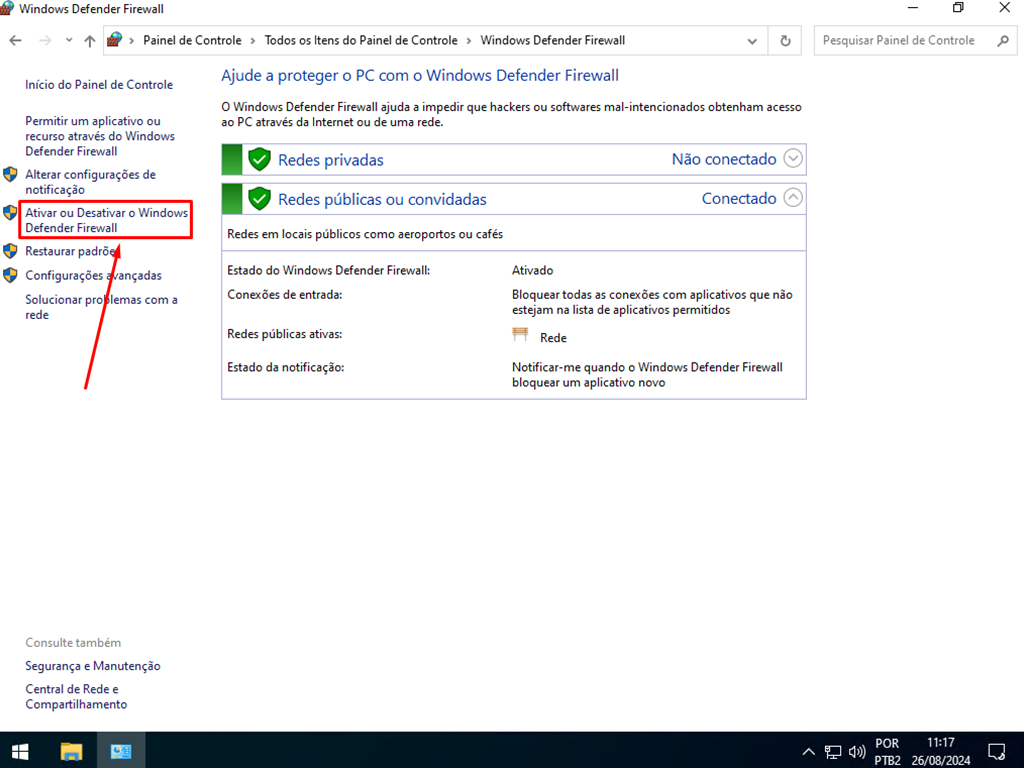 Windows Defender Firewall
Painel de Controle
Todos os Itens do Painel de Controle
Windows Defender Firewall
Pesquisar Painel de Controle
Início do Painel de Controle
Permitir um aplicativo ou
recurso através do Windows
Defender Firewall
Alterar configurações de
notificação
Ativar ou Desativar o Windows
Defender Firewall
Restaurar padrões
Configurações avançadas
Solucionar problemas com a
rede
Ajude a proteger o PC com o Windows Defender Firewall
O Windows Defender Firewall ajuda a impedir que hackers ou softwares mal-intencionados obtenham acesso
ao PC através da Internet ou de uma rede.
Redes privadas
Não conectado
Redes públicas ou convidadas
Conectado
Redes em locais públicos como aeroportos ou cafés
Estado do Windows Defender Firewall:
Ativado
Conexões de entrada:
Bloquear todas as conexões com aplicativos que não
estejam na lista de aplicativos permitidos
Redes públicas ativas:
Rede
Estado da notificação:
Notificar-me quando o Windows Defender Firewall
bloquear um aplicativo novo
Consulte também
Segurança e Manutenção
Central de Rede e
Compartilhamento
POR
PTB2
11:17
26/08/2024